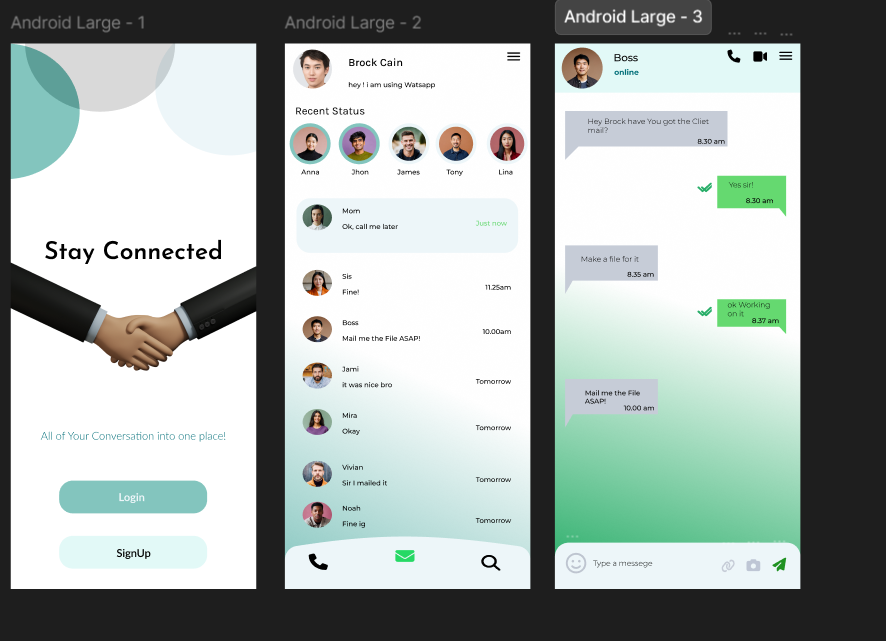 Android Large - 1
Android Large - 2
Android Large - 3
Stay Connected
All of Your Conversation into one place!
Login
SignUp
Brock Cain
hey ! i am using Watsapp
Recent Status
Anna
Jhon
James
Tony
Lina
Mom
Ok, call me later
Just now
Sis
Fine!
11.25am
Boss
Mail me the File ASAP!
10.00am
Jami
it was nice bro
Tomorrow
Mira
Okay
Tomorrow
Vivian
Sir I mailed it
Tomorrow
Noah
Fine ig
Tomorrow
Boss
online
Hey Brock have You got the Cliet
mail?
8.30 am
Yes sir!
8.30 am
Make a file for it
8.35 am
ok Working
on it
8.37 am
Mail me the File
ASAP!
10.00 am
Type a messege